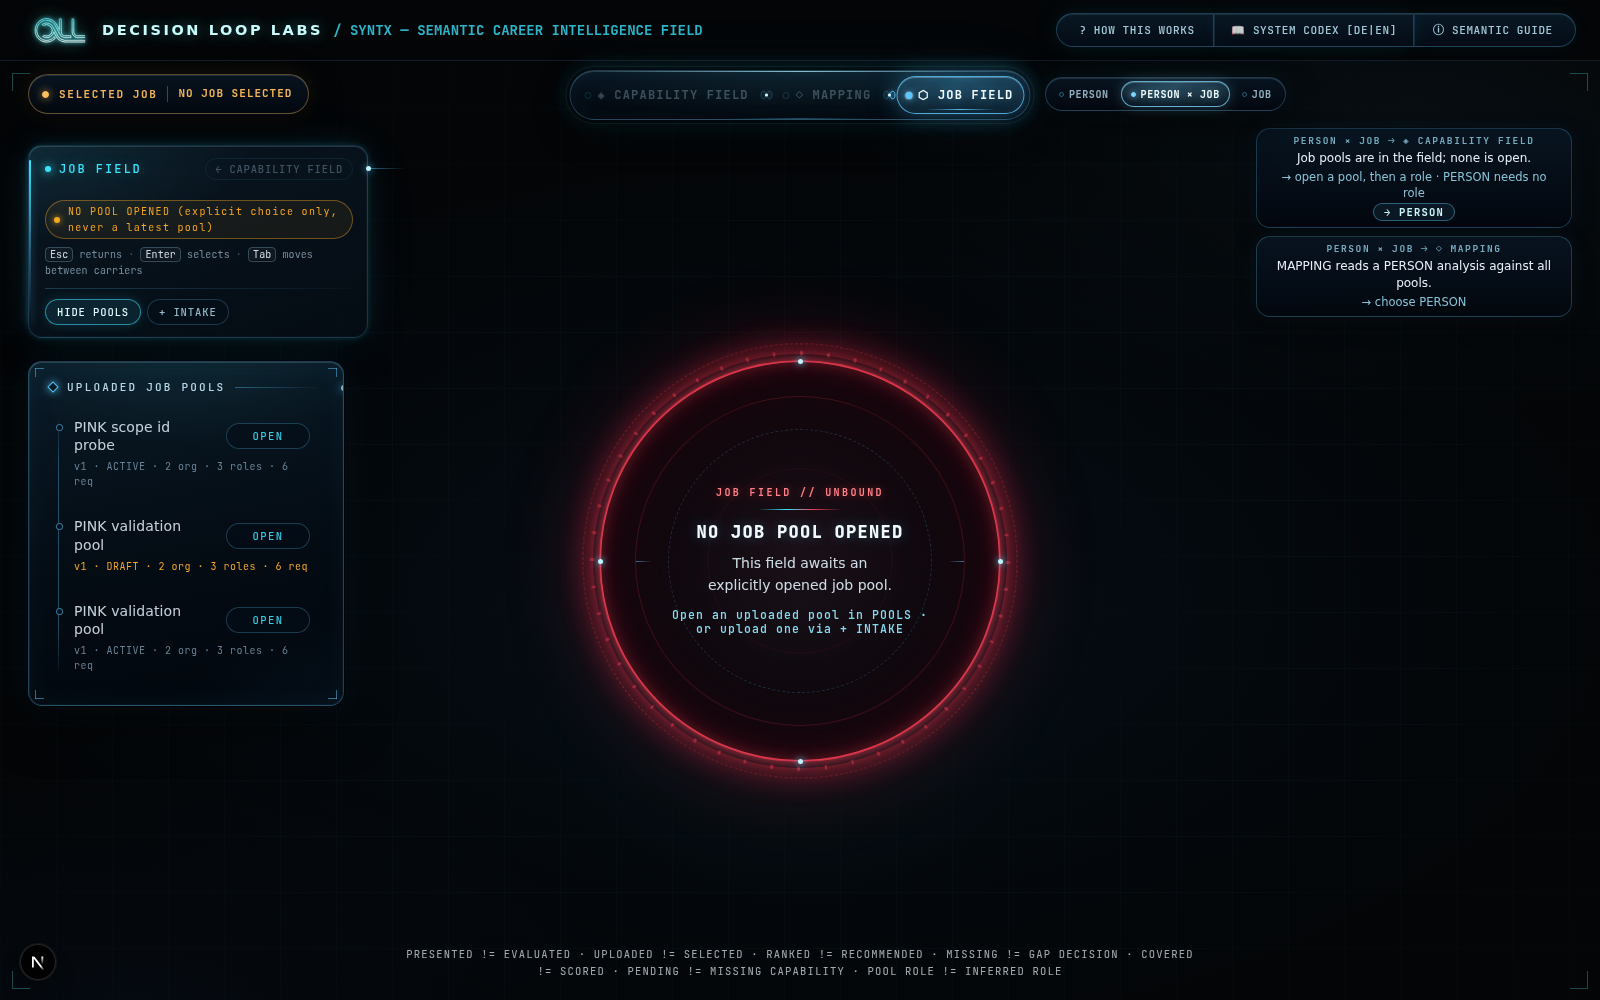 DECISION LOOP LABS / SYNTX — SEMANTIC CAREER INTELLIGENCE FIELD
? HOW THIS WORKS
SYSTEM CODEX [DE|EN]
SEMANTIC GUIDE
SELECTED JOB | NO JOB SELECTED
CAPABILITY FIELD
MAPPING
JOB FIELD
PERSON
PERSON × JOB
JOB
JOB FIELD
← CAPABILITY FIELD
NO POOL OPENED (explicit choice only,
never a latest pool)
Esc returns · Enter selects · Tab moves
between carriers
HIDE POOLS
+ INTAKE
PERSON × JOB → ◈ CAPABILITY FIELD
Job pools are in the field; none is open.
→ open a pool, then a role · PERSON needs no
role
→ PERSON
PERSON × JOB → ◇ MAPPING
MAPPING reads a PERSON analysis against all
pools.
→ choose PERSON
UPLOADED JOB POOLS
PINK scope id
probe
OPEN
v1 · ACTIVE · 2 org · 3 roles · 6
req
PINK validation
pool
OPEN
v1 · DRAFT · 2 org · 3 roles · 6 req
PINK validation
pool
OPEN
v1 · ACTIVE · 2 org · 3 roles · 6
req
JOB FIELD // UNBOUND
NO JOB POOL OPENED
This field awaits an
explicitly opened job pool.
Open an uploaded pool in POOLS ·
or upload one via + INTAKE
PRESENTED != EVALUATED · UPLOADED != SELECTED · RANKED != RECOMMENDED · MISSING != GAP DECISION · COVERED
!= SCORED · PENDING != MISSING CAPABILITY · POOL ROLE != INFERRED ROLE
N